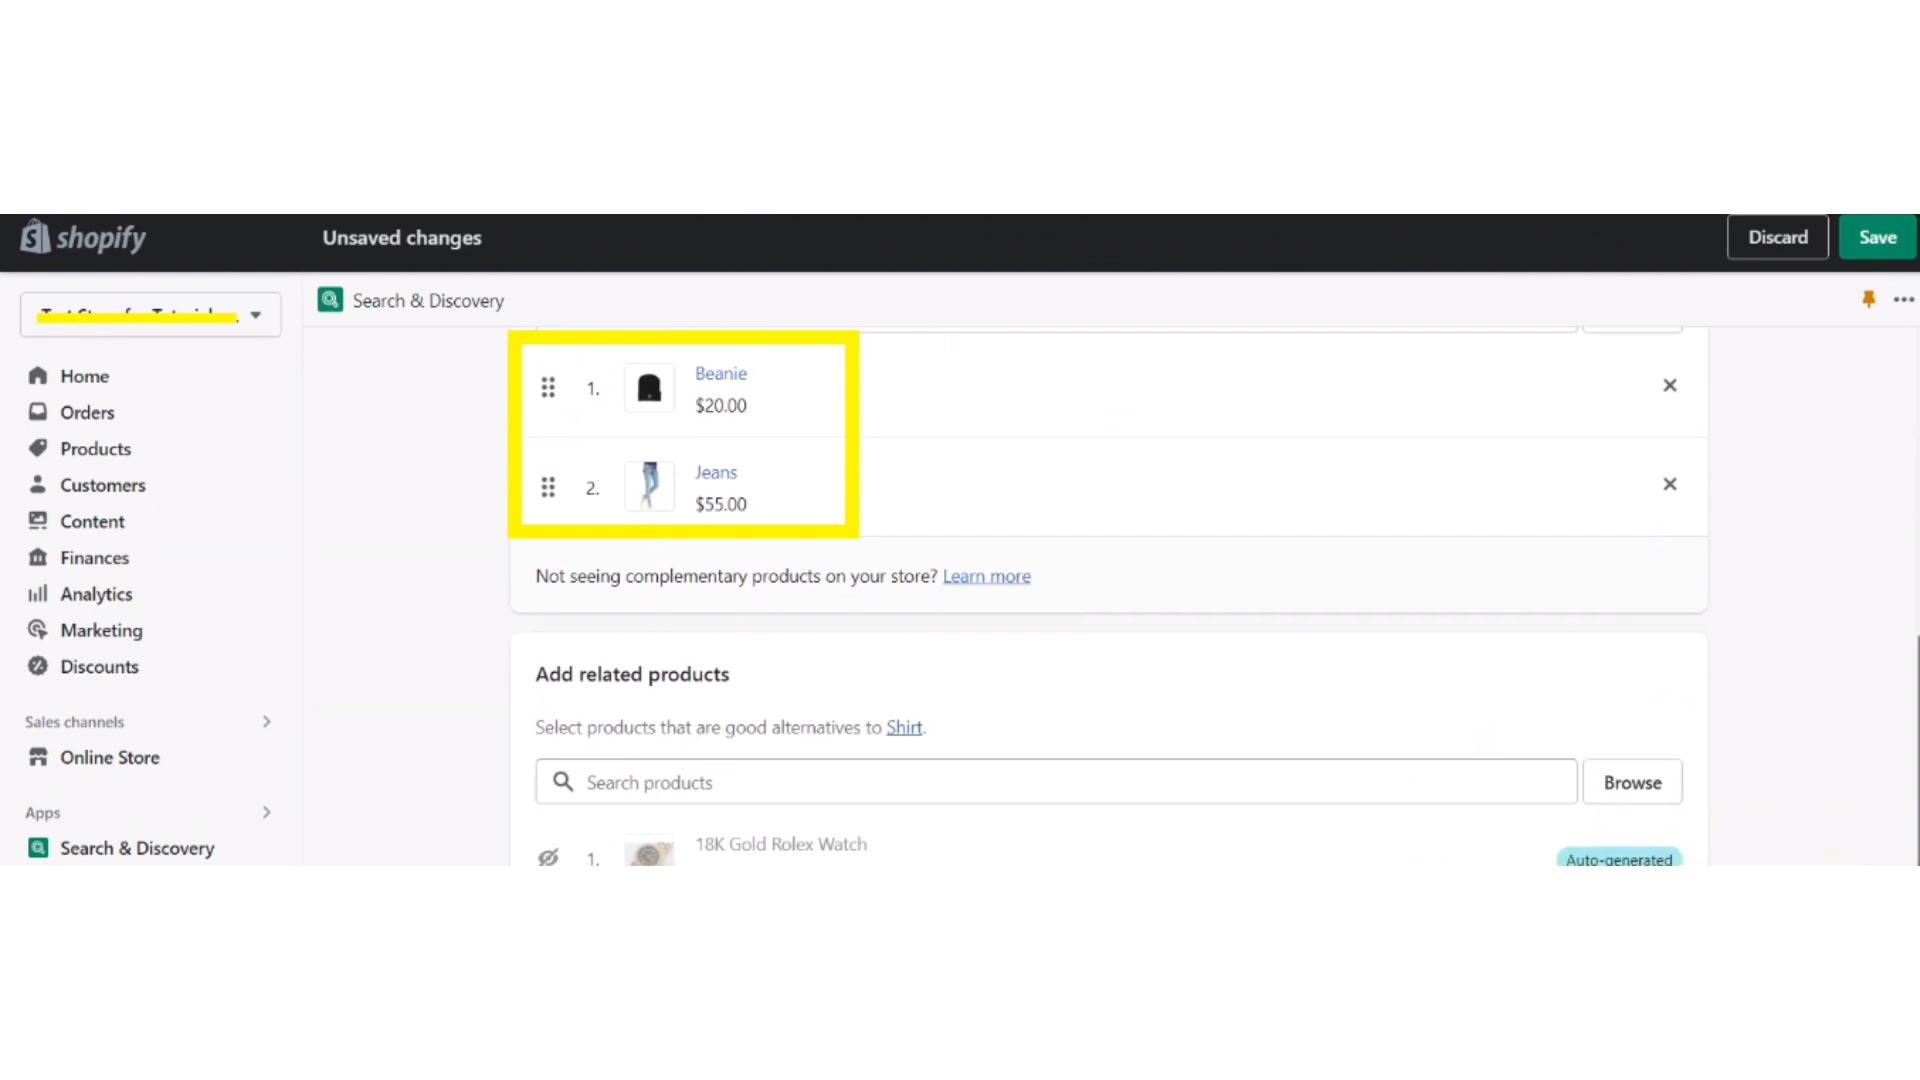 shopify
Unsaved changes
Discard
Save
Search & Discovery
Home
Orders
Products
Customers
Content
Finances
Analytics
Marketing
Discounts
Sales channels
Online Store
Apps
Search & Discovery
1.
Beanie
$20.00
2.
Jeans
$55.00
Not seeing complementary products on your store? Learn more
Add related products
Select products that are good alternatives to Shirt.
Search products
Browse
1.
18K Gold Rolex Watch
Auto-generated